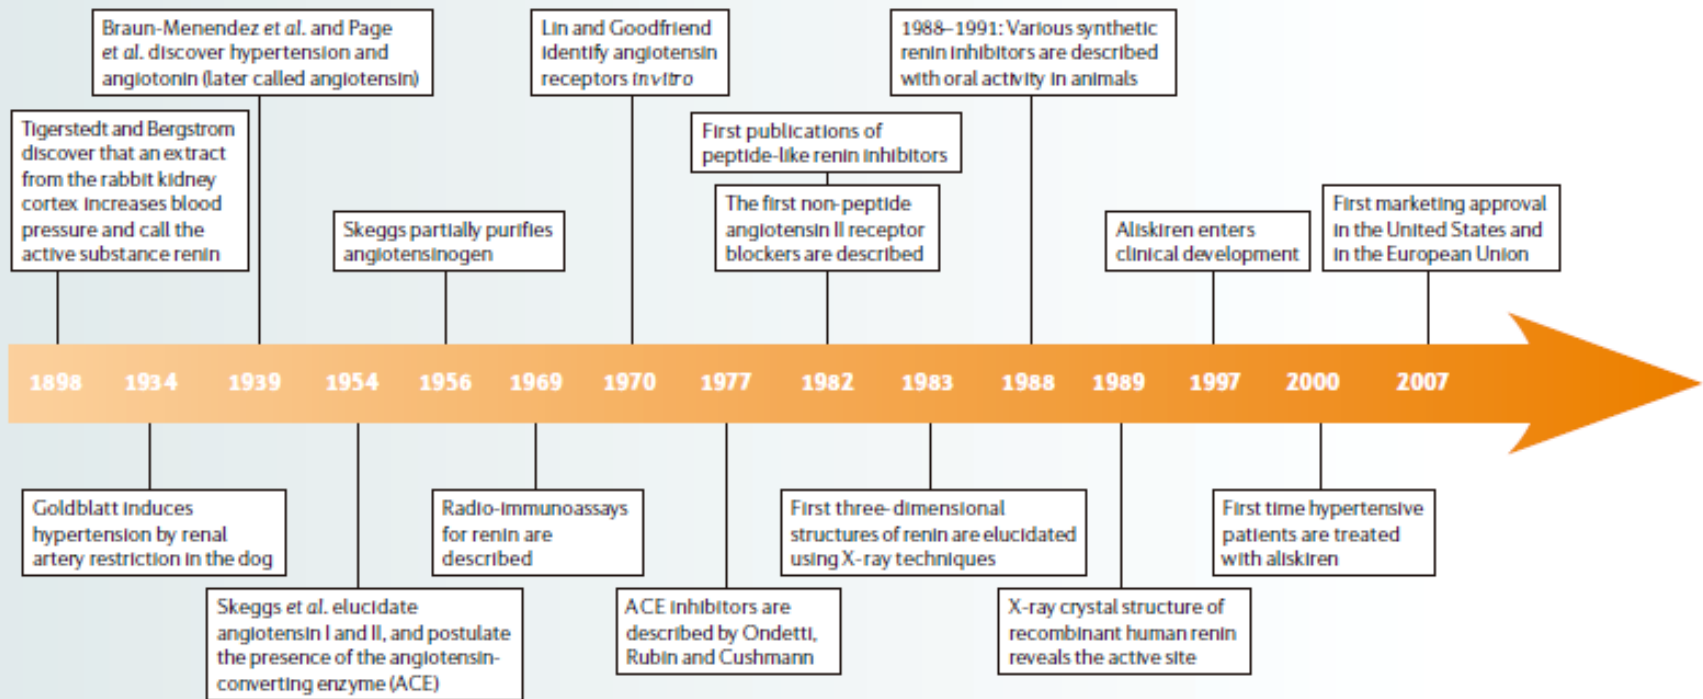 Braun-Menendez et al. and Page
et al. discover hypertension and
angiotonin (later called angiotensin)
Lin and Goodfriend
identify angiotensin
receptors in vitro
1988–1991: Various synthetic
renin inhibitors are described
with oral activity in animals
Tigerstedt and Bergstrom
discover that an extract
from the rabbit kidney
cortex increases blood
pressure and call the
active substance renin
First publications of
peptide-like renin inhibitors
Skeggs partially purifies
angiotensinogen
The first non-peptide
angiotensin II receptor
blockers are described
Aliskiren enters
clinical development
First marketing approval
in the United States and
in the European Union
1898 1934 1939 1954 1956 1969 1970 1977 1982 1983 1988 1989 1997 2000 2007
Goldblatt induces
hypertension by renal
artery restriction in the dog
Radio-immunoassays
for renin are
described
First three-dimensional
structures of renin are elucidated
using X-ray techniques
First time hypertensive
patients are treated
with aliskiren
Skeggs et al. elucidate
angiotensin I and II, and postulate
the presence of the angiotensin-
converting enzyme (ACE)
ACE inhibitors are
described by Ondetti,
Rubin and Cushmann
X-ray crystal structure of
recombinant human renin
reveals the active site